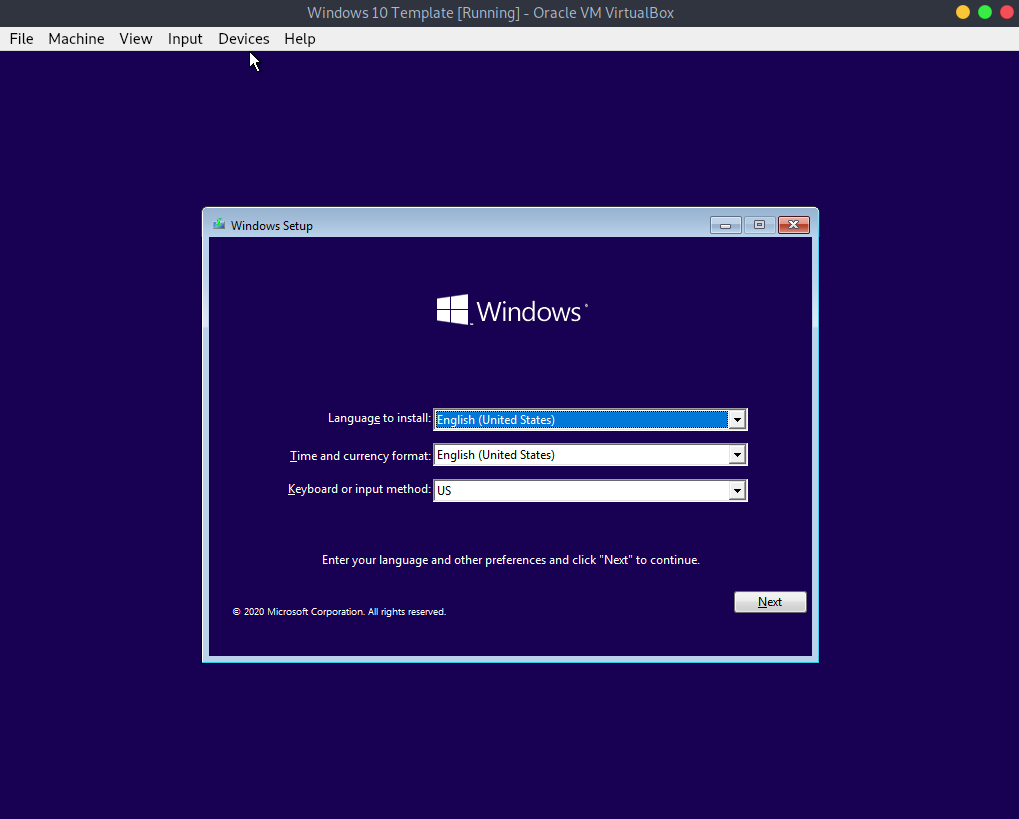 Windows 10 Template [Running] - Oracle VM VirtualBox
File Machine View Input Devices Help
Windows Setup
Windows
Language to install: English (United States)
Time and currency format: English (United States)
Keyboard or input method: US
Enter your language and other preferences and click "Next" to continue.
Next
© 2020 Microsoft Corporation. All rights reserved.